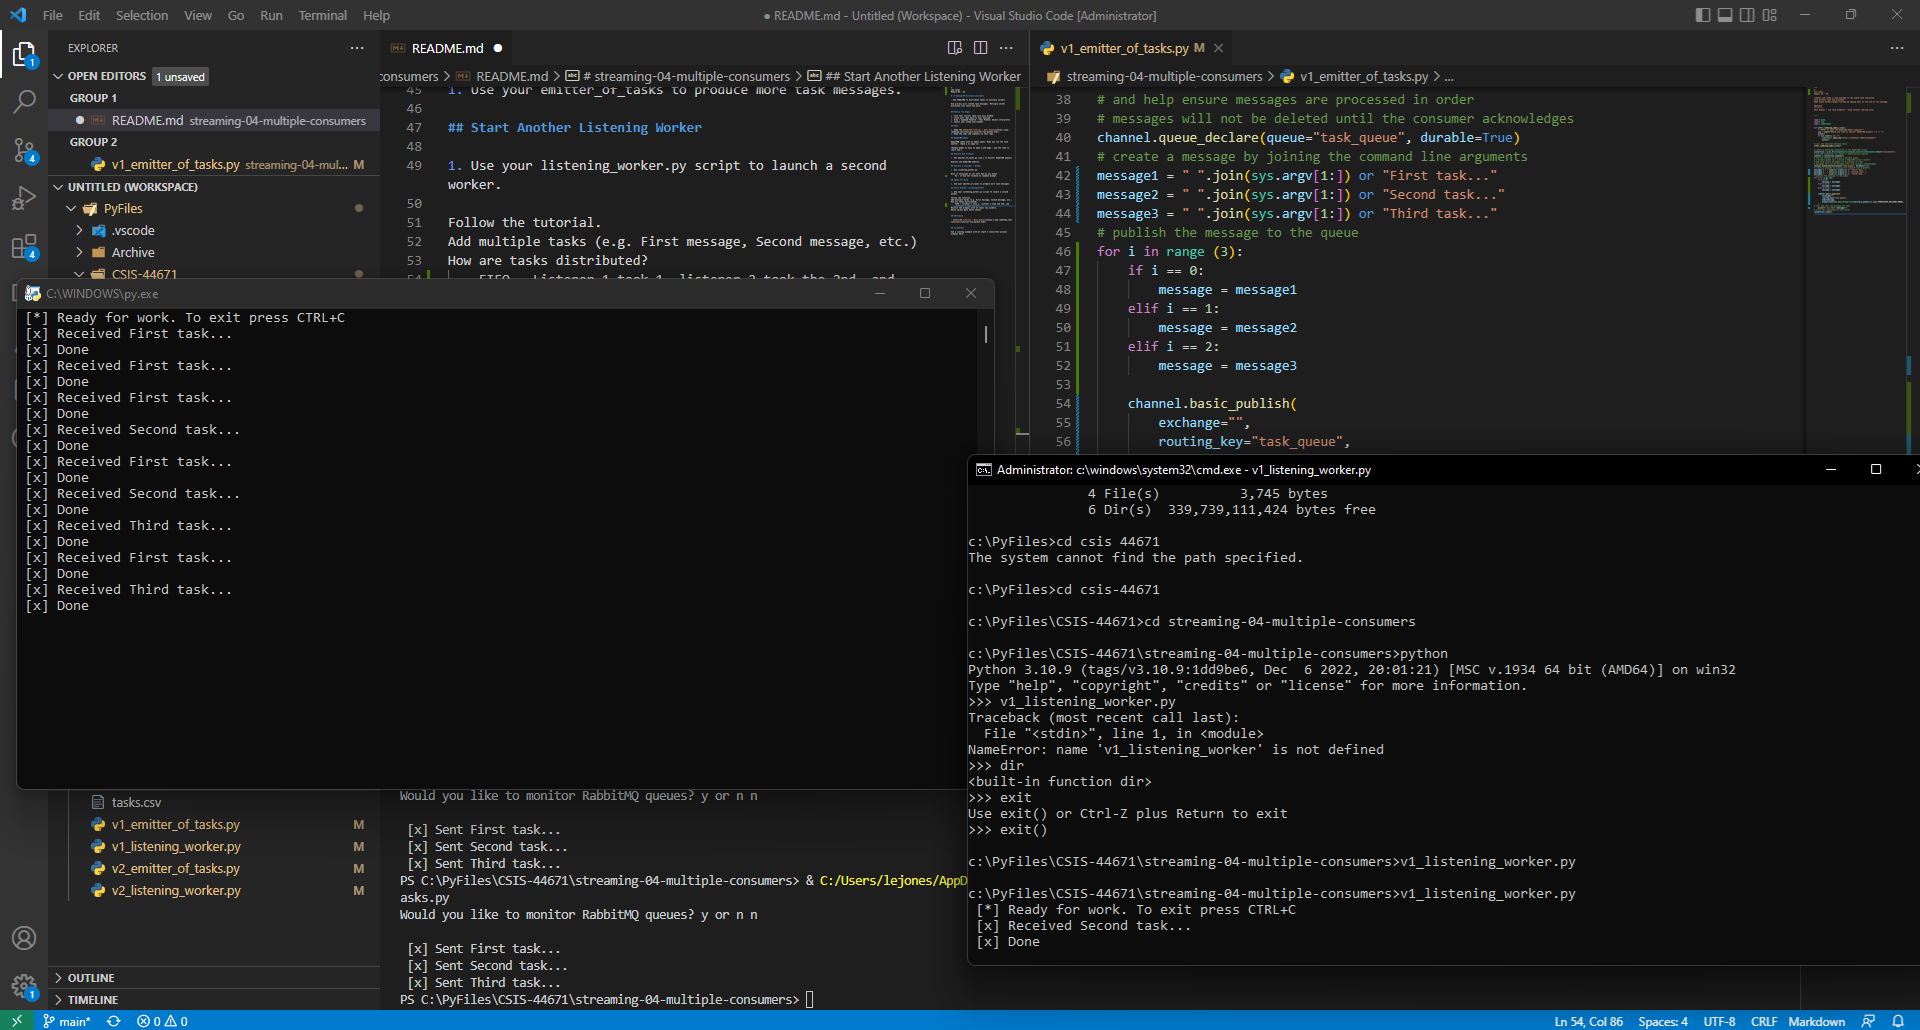 File Edit Selection View Go Run Terminal Help
● README.md - Untitled (Workspace) - Visual Studio Code [Administrator]
EXPLORER
OPEN EDITORS 1 unsaved
GROUP 1
● README.md streaming-04-multiple-consumers
GROUP 2
v1_emitter_of_tasks.py streaming-04-mul... M
UNTITLED (WORKSPACE)
PyFiles
.vscode
Archive
CSIS-44671
tasks.csv
v1_emitter_of_tasks.py M
v1_listening_worker.py M
v2_emitter_of_tasks.py M
v2_listening_worker.py M
OUTLINE
TIMELINE
README.md ●
consumers > README.md > # streaming-04-multiple-consumers > ## Start Another Listening Worker
45 1. Use your emitter_of_tasks to produce more task messages.
46
47 ## Start Another Listening Worker
48
49 1. Use your listening_worker.py script to launch a second
worker.
50
51 Follow the tutorial.
52 Add multiple tasks (e.g. First message, Second message, etc.)
53 How are tasks distributed?
v1_emitter_of_tasks.py M
streaming-04-multiple-consumers > v1_emitter_of_tasks.py > ...
38 # and help ensure messages are processed in order
39 # messages will not be deleted until the consumer acknowledges
40 channel.queue_declare(queue="task_queue", durable=True)
41 # create a message by joining the command line arguments
42 message1 = " ".join(sys.argv[1:]) or "First task..."
43 message2 = " ".join(sys.argv[1:]) or "Second task..."
44 message3 = " ".join(sys.argv[1:]) or "Third task..."
45 # publish the message to the queue
46 for i in range (3):
47 if i == 0:
48 message = message1
49 elif i == 1:
50 message = message2
51 elif i == 2:
52 message = message3
53
54 channel.basic_publish(
55 exchange="",
56 routing_key="task_queue",
C:\WINDOWS\py.exe
[*] Ready for work. To exit press CTRL+C
[x] Received First task...
[x] Done
[x] Received First task...
[x] Done
[x] Received First task...
[x] Done
[x] Received Second task...
[x] Done
[x] Received First task...
[x] Done
[x] Received Second task...
[x] Done
[x] Received Third task...
[x] Done
[x] Received First task...
[x] Done
[x] Received Third task...
[x] Done
Would you like to monitor RabbitMQ queues? y or n n
[x] Sent First task...
[x] Sent Second task...
[x] Sent Third task...
PS C:\PyFiles\CSIS-44671\streaming-04-multiple-consumers> & C:/Users/lejones/AppD
asks.py
Would you like to monitor RabbitMQ queues? y or n n
[x] Sent First task...
[x] Sent Second task...
[x] Sent Third task...
PS C:\PyFiles\CSIS-44671\streaming-04-multiple-consumers>
Administrator: c:\windows\system32\cmd.exe - v1_listening_worker.py
4 File(s) 3,745 bytes
6 Dir(s) 339,739,111,424 bytes free
c:\PyFiles>cd csis 44671
The system cannot find the path specified.
c:\PyFiles>cd csis-44671
c:\PyFiles\CSIS-44671>cd streaming-04-multiple-consumers
c:\PyFiles\CSIS-44671\streaming-04-multiple-consumers>python
Python 3.10.9 (tags/v3.10.9:1dd9be6, Dec 6 2022, 20:01:21) [MSC v.1934 64 bit (AMD64)] on win32
Type "help", "copyright", "credits" or "license" for more information.
>>> v1_listening_worker.py
Traceback (most recent call last):
File "<stdin>", line 1, in <module>
NameError: name 'v1_listening_worker' is not defined
>>> dir
<built-in function dir>
>>> exit
Use exit() or Ctrl-Z plus Return to exit
>>> exit()
c:\PyFiles\CSIS-44671\streaming-04-multiple-consumers>v1_listening_worker.py
c:\PyFiles\CSIS-44671\streaming-04-multiple-consumers>v1_listening_worker.py
[*] Ready for work. To exit press CTRL+C
[x] Received Second task...
[x] Done
main* 0 0
Ln 54, Col 86 Spaces: 4 UTF-8 CRLF Markdown